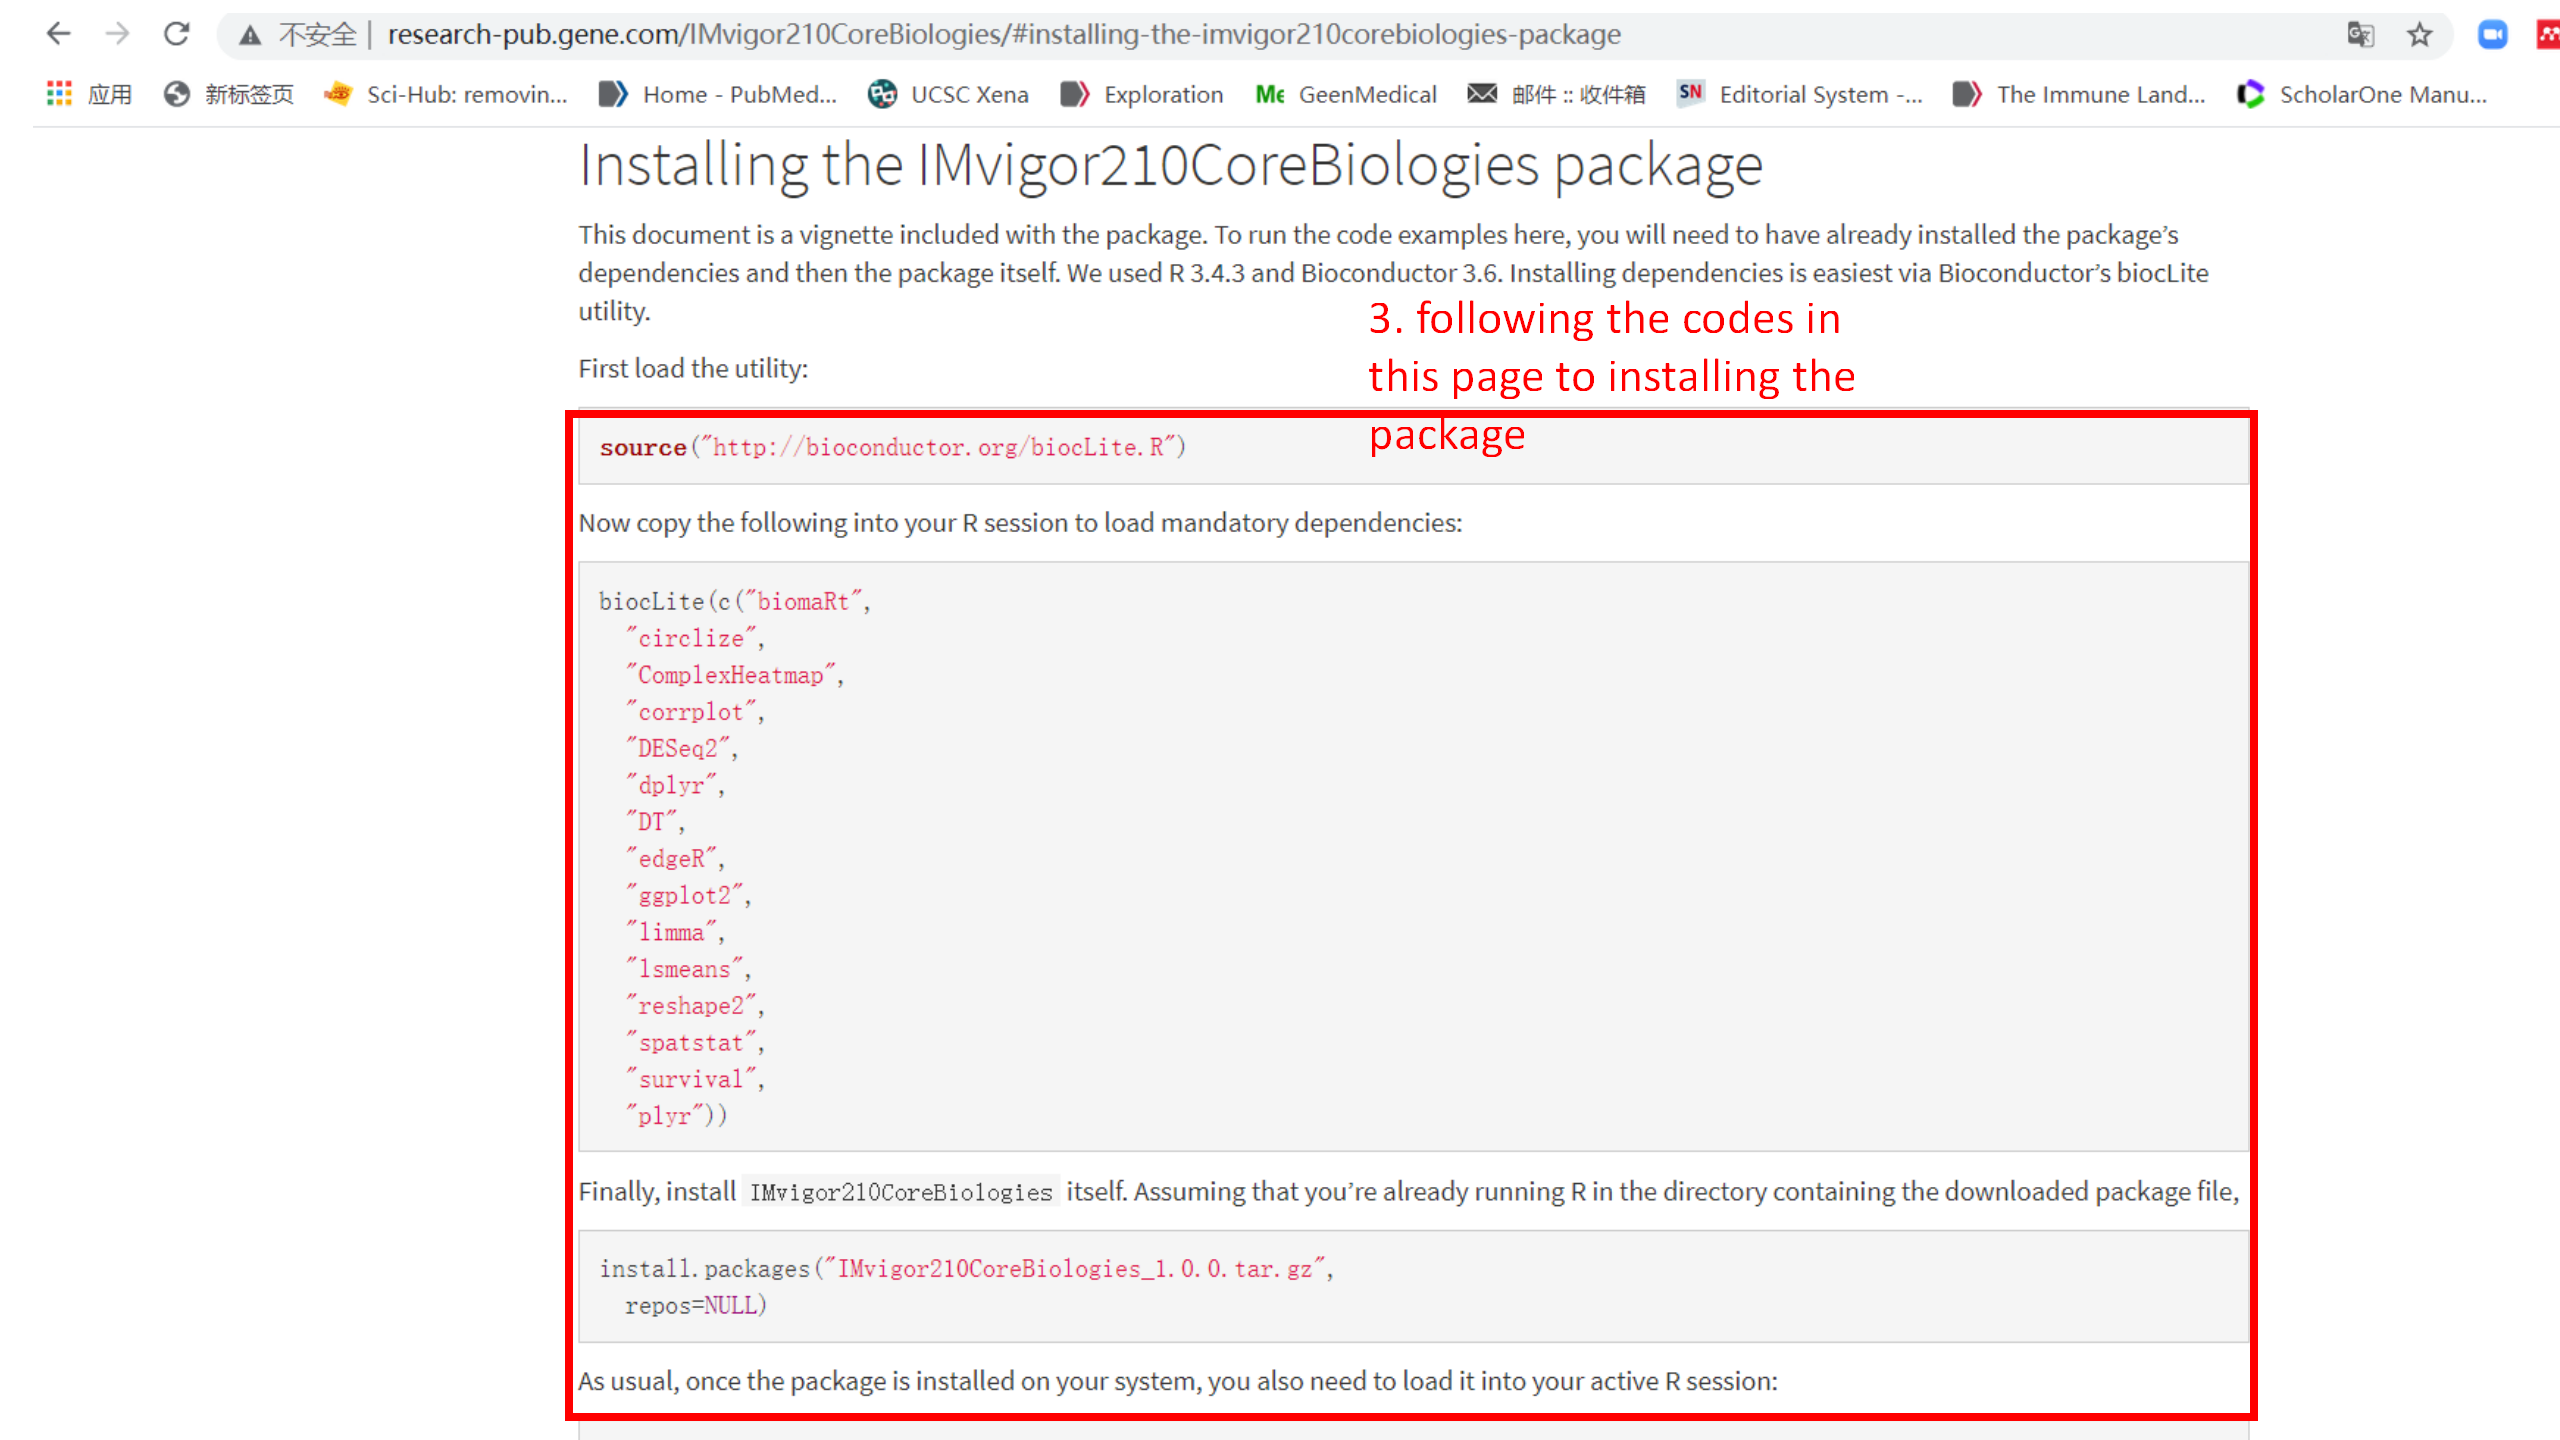 不安全 | research-pub.gene.com/IMvigor210CoreBiologies/#installing-the-imvigor210corebiologies-package
应用 新标签页 Sci-Hub: removin... Home - PubMed... UCSC Xena Exploration Me GeenMedical 邮件 :: 收件箱 SN Editorial System -... The Immune Land... ScholarOne Manu...
Installing the IMvigor210CoreBiologies package
This document is a vignette included with the package. To run the code examples here, you will need to have already installed the package’s
dependencies and then the package itself. We used R 3.4.3 and Bioconductor 3.6. Installing dependencies is easiest via Bioconductor’s biocLite
utility.
3. following the codes in
this page to installing the
package
First load the utility:
source("http://bioconductor.org/biocLite.R")
Now copy the following into your R session to load mandatory dependencies:
biocLite(c("biomaRt",
"circlize",
"ComplexHeatmap",
"corrplot",
"DESeq2",
"dplyr",
"DT",
"edgeR",
"ggplot2",
"limma",
"lsmeans",
"reshape2",
"spatstat",
"survival",
"plyr"))
Finally, install IMvigor210CoreBiologies itself. Assuming that you’re already running R in the directory containing the downloaded package file,
install.packages("IMvigor210CoreBiologies_1.0.0.tar.gz",
repos=NULL)
As usual, once the package is installed on your system, you also need to load it into your active R session: